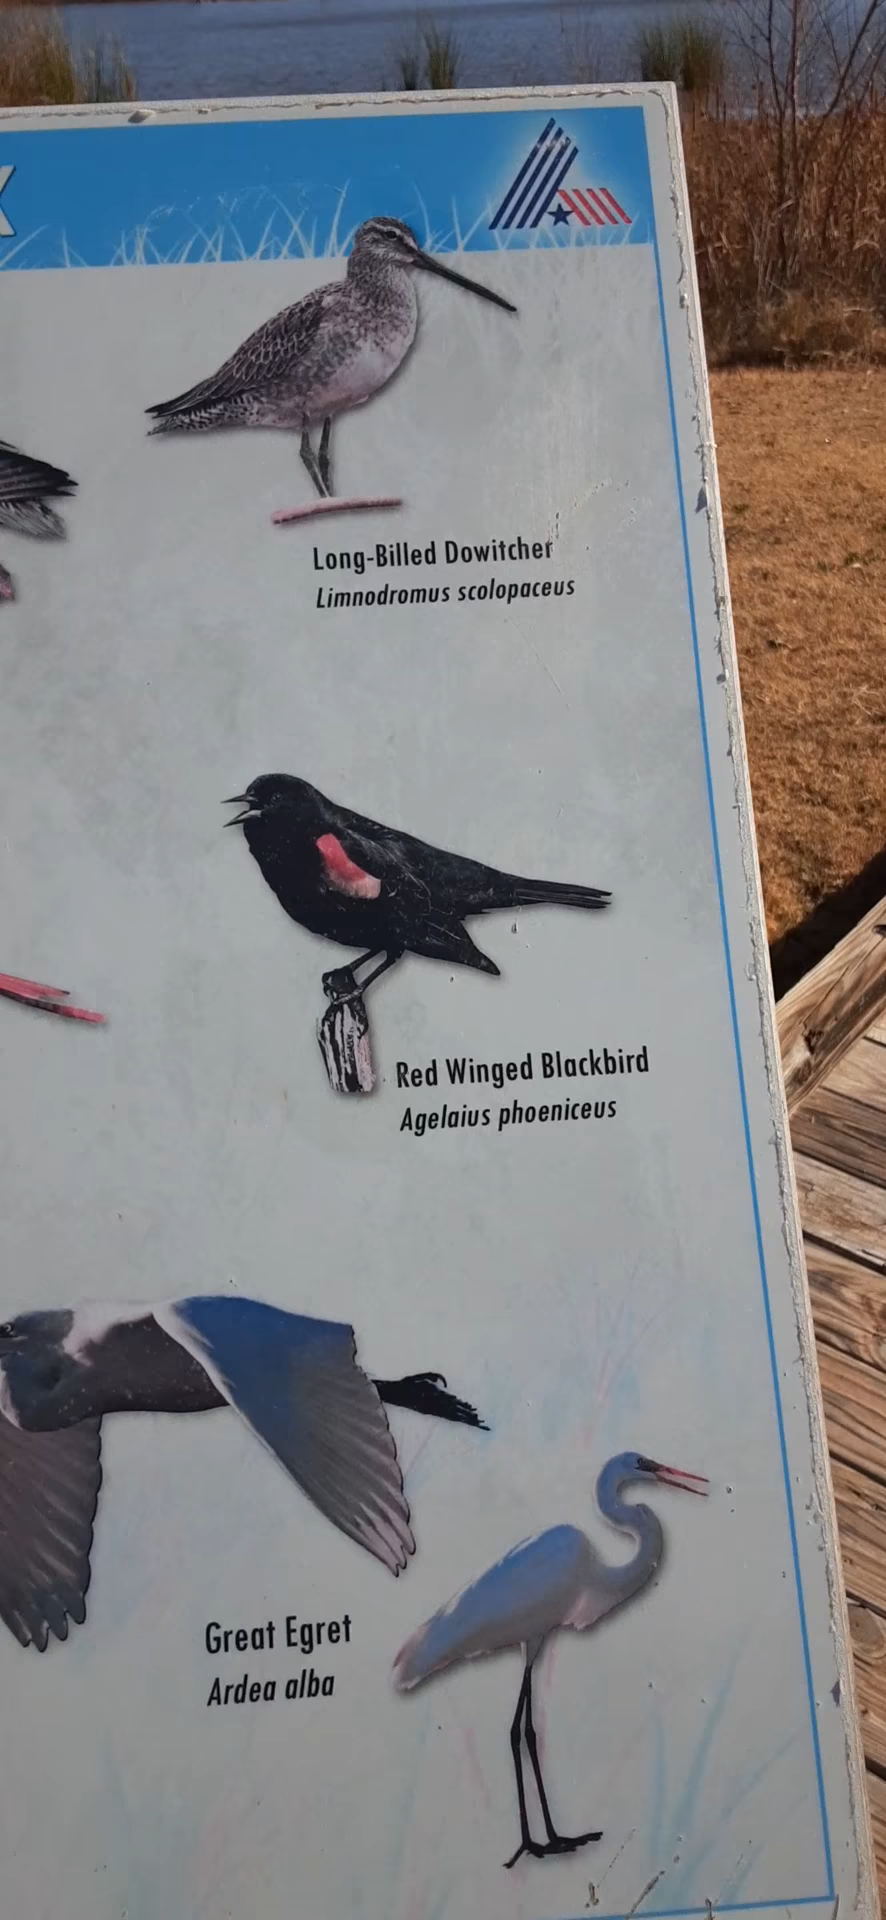 Long-Billed Dowitcher
Limnodromus scolopaceus
Red Winged Blackbird
Agelaius phoeniceus
Great Egret
Ardea alba